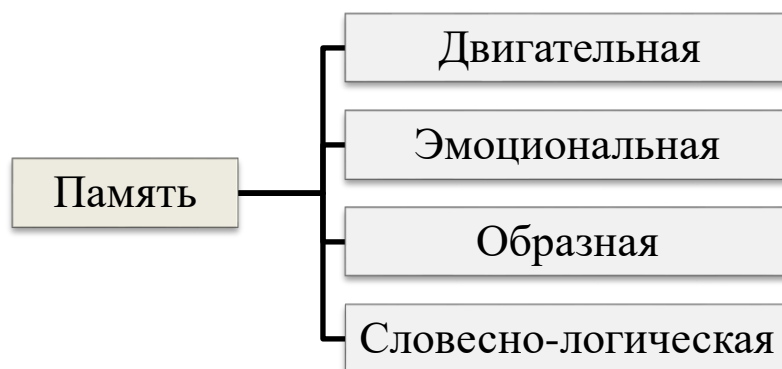 Память
Двигательная
Эмоциональная
Образная
Словесно-логическая